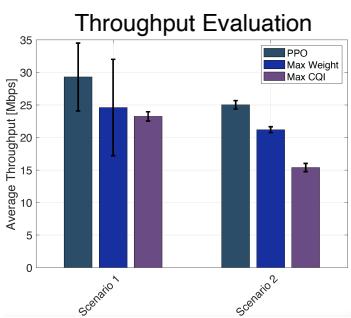 Throughput Evaluation
35
30
25
20
15
10
5
0
Average Throughput [Mbps]
PPO
Max Weight
Max CQI
Scenario 1
Scenario 2